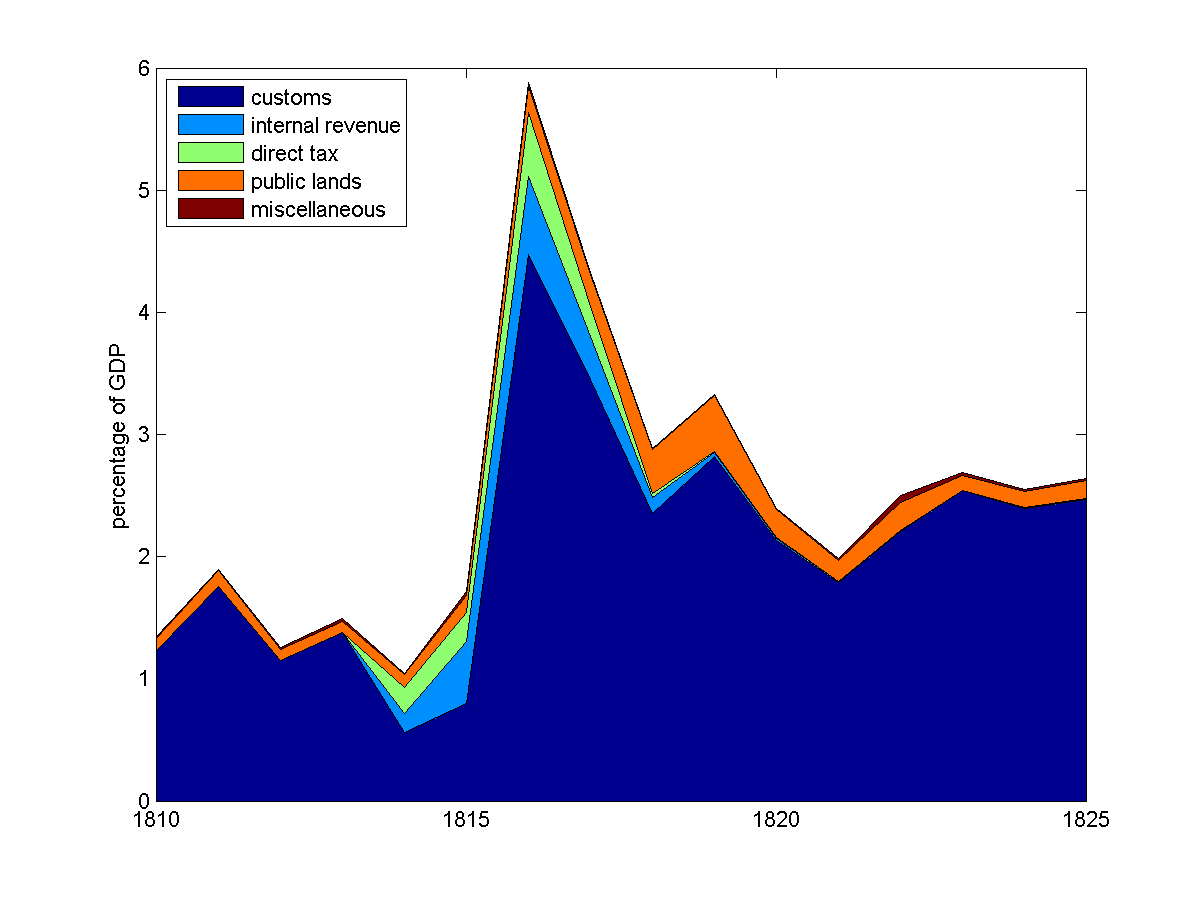 6
customs
internal revenue
direct tax
public lands
miscellaneous
5
4
3
2
1
0
percentage of GDP
1810
1815
1820
1825